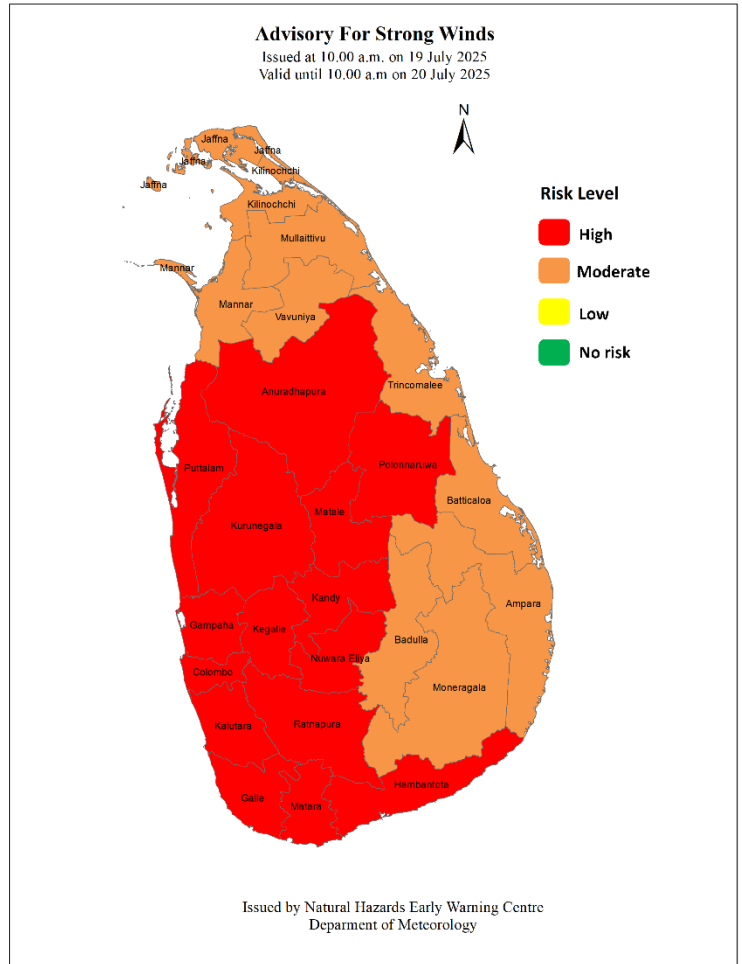 Advisory For Strong Winds
Issued at 10.00 a.m. on 19 July 2025
Valid until 10.00 a.m on 20 July 2025
N
Jaffna
Jaffna
Jaffna
Kilinochchi
Jaffna
Kilinochchi
Mullaittivu
Mannar
Mannar
Vavuniya
Risk Level
High
Moderate
Low
No risk
Trincomalee
Anuradhapura
Polonnaruwa
Puttalam
Batticaloa
Matale
Kurunegala
Kandy
Ampara
Gampaha
Kegalle
Badulla
Nuwara Eliya
Colombo
Moneragala
Kalutara
Ratnapura
Hambantota
Galle
Matara
Issued by Natural Hazards Early Warning Centre
Deparment of Meteorology